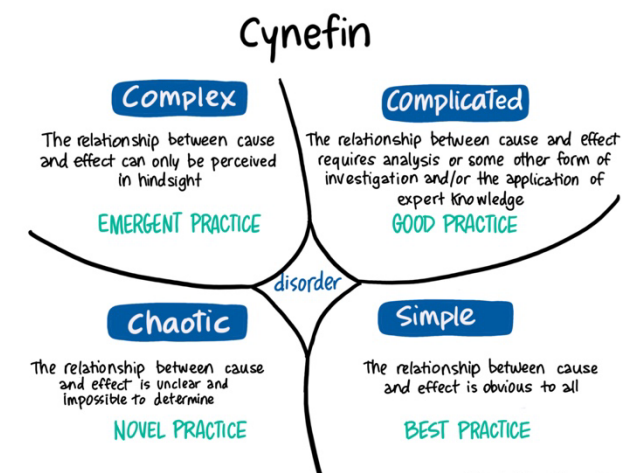 Cynefin
Complex
The relationship between cause
and effect can only be perceived
in hindsight
EMERGENT PRACTICE
Complicated
The relationship between cause and effect
requires analysis or some other form of
investigation and/or the application of
expert knowledge
GOOD PRACTICE
disorder
Chaotic
The relationship between cause
and effect is unclear and
impossible to determine
NOVEL PRACTICE
Simple
The relationship between cause
and effect is obvious to all
BEST PRACTICE